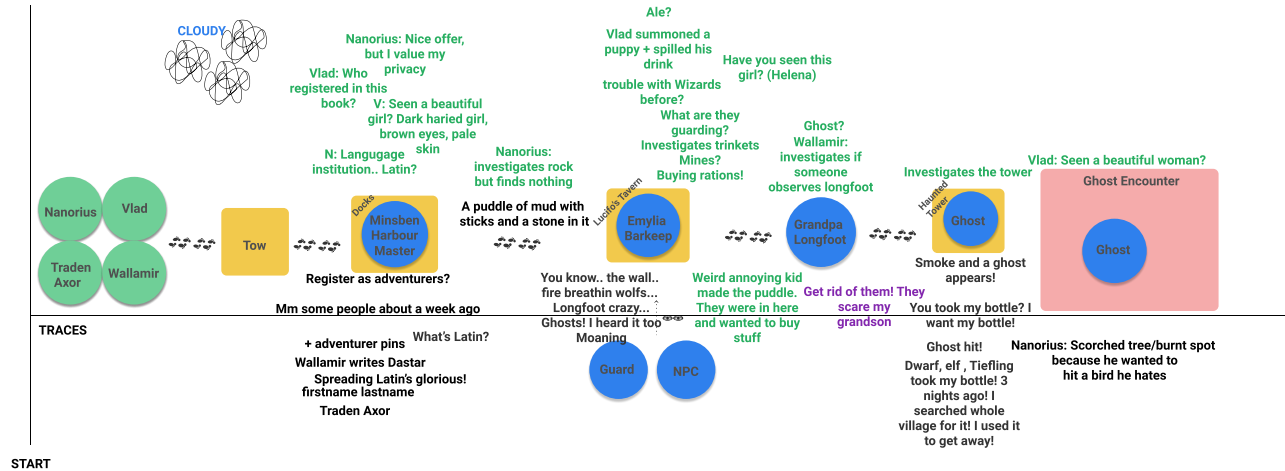 CLOUDY
Nanorius: Nice offer,
but I value my
privacy
Vlad: Who
registered in this
book?
V: Seen a beautiful
girl? Dark haried girl,
brown eyes, pale
skin
N: Langugage
institution.. Latin?
Nanorius:
investigates rock
but finds nothing
Ale?
Vlad summoned a
puppy + spilled his
drink
Have you seen this
girl? (Helena)
trouble with Wizards
before?
What are they
guarding?
Investigates trinkets
Mines?
Buying rations!
Ghost?
Wallamir:
investigates if
someone
observes longfoot
Investigates the tower
Vlad: Seen a beautiful woman?
Nanorius
Vlad
Traden
Axor
Wallamir
Tow
Docks
Minsben
Harbour
Master
A puddle of mud with
sticks and a stone in it
Lucifo's Tavern
Emylia
Barkeep
Grandpa
Longfoot
Haunted
Tower
Ghost
Ghost Encounter
Ghost
Register as adventurers?
Mm some people about a week ago
You know.. the wall..
fire breathin wolfs...
Longfoot crazy...
Ghosts! I heard it too
Moaning
Weird annoying kid
made the puddle.
They were in here
and wanted to buy
stuff
Get rid of them! They
scare my
grandson
Smoke and a ghost
appears!
You took my bottle? I
want my bottle!
TRACES
+ adventurer pins
What's Latin?
Wallamir writes Dastar
Spreading Latin's glorious!
firstname lastname
Traden Axor
Guard
NPC
Ghost hit!
Dwarf, elf , Tiefling
took my bottle! 3
nights ago! I
searched whole
village for it! I used it
to get away!
Nanorius: Scorched tree/burnt spot
because he wanted to
hit a bird he hates
START